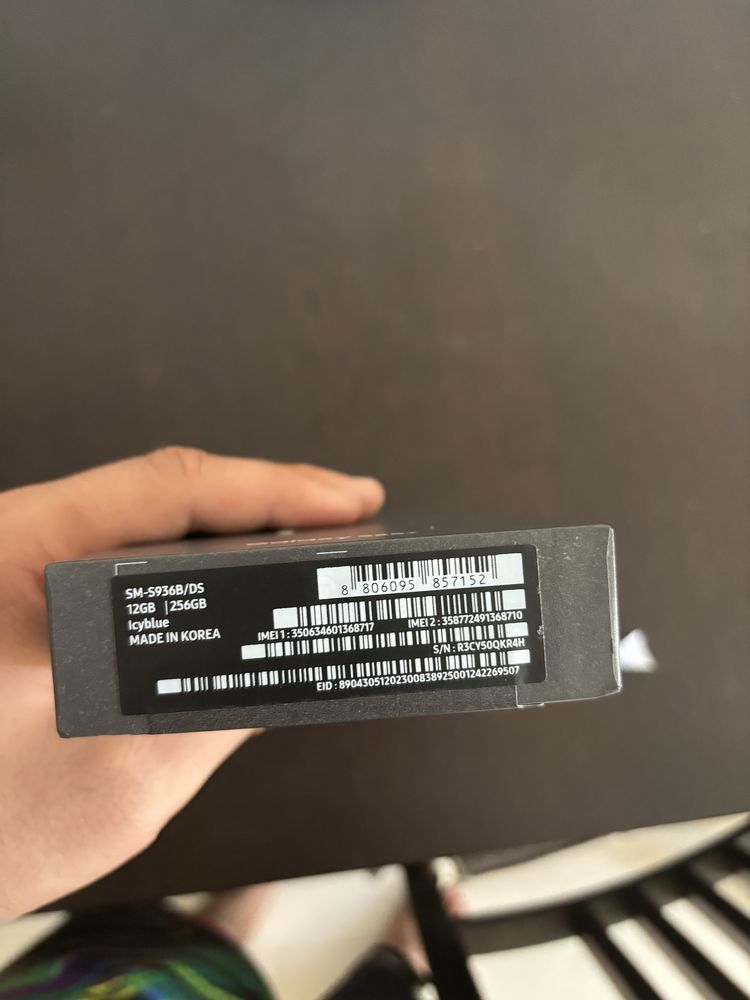 SM-S936B/DS
12GB | 256GB
Icyblue
MADE IN KOREA
8 806095 857152
IMEI 1 : 350634601368717
IMEI 2 : 358772491368710
S/N : R3CY50QKR4H
EID : 89043051202300838925001242269507